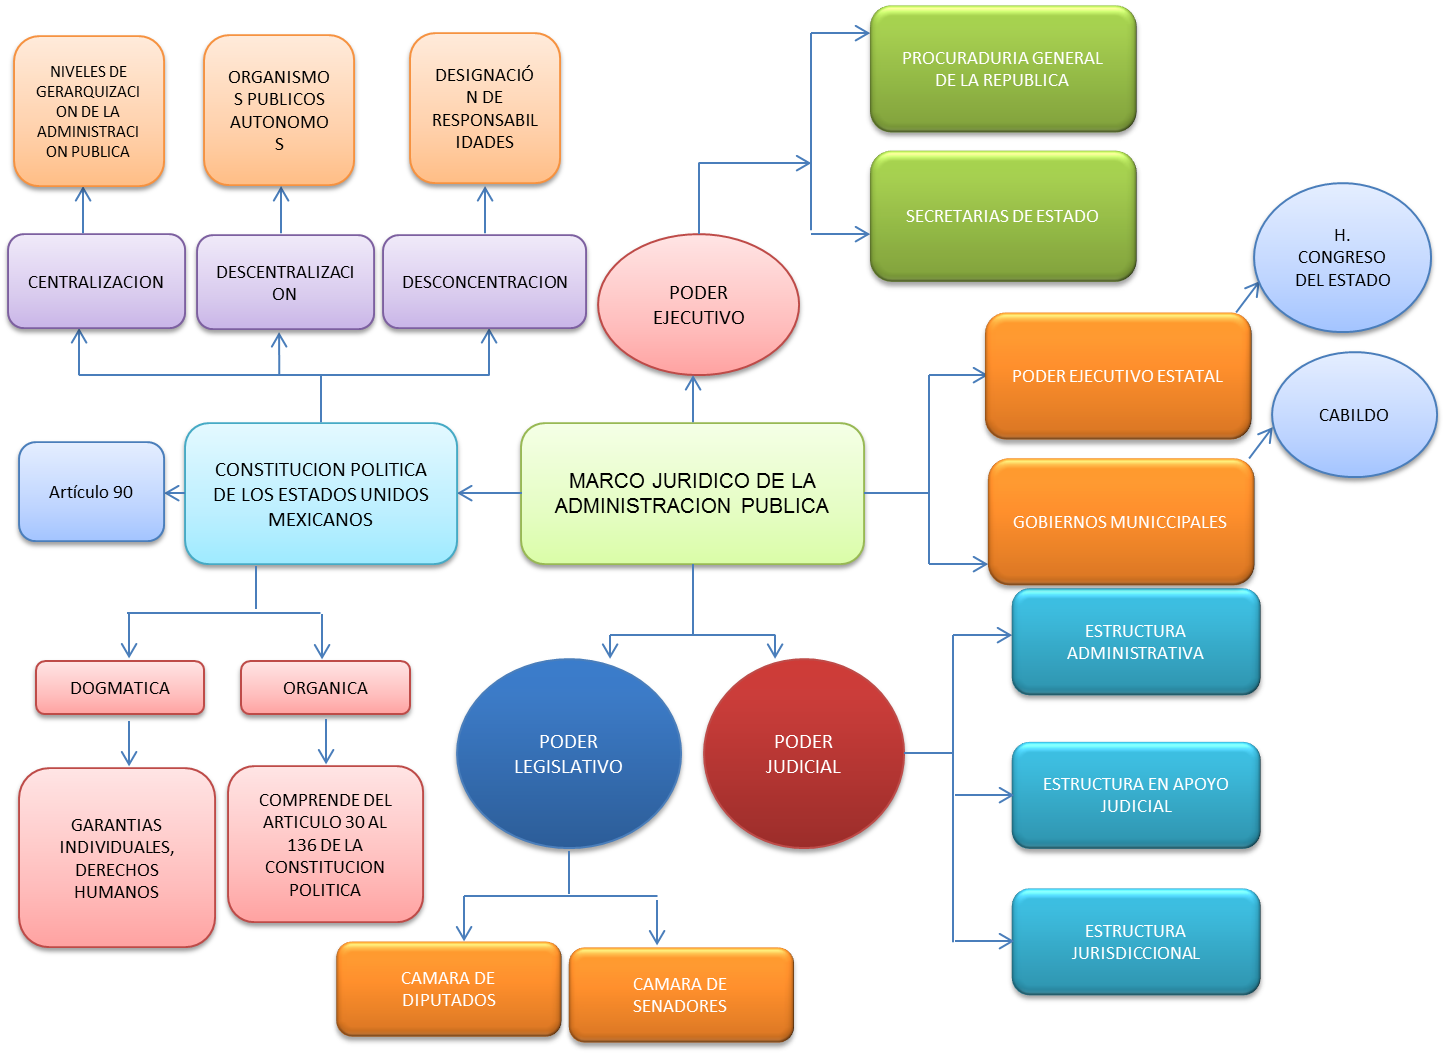 NIVELES DE
GERARQUIZACI
ON DE LA
ADMINISTRACI
ON PUBLICA
ORGANISMO
S PUBLICOS
AUTONOMO
S
DESIGNACIÓ
N DE
RESPONSABIL
IDADES
PROCURADURIA GENERAL
DE LA REPUBLICA
SECRETARIAS DE ESTADO
CENTRALIZACION
DESCENTRALIZACI
ON
DESCONCENTRACION
PODER
EJECUTIVO
H.
CONGRESO
DEL ESTADO
PODER EJECUTIVO ESTATAL
CABILDO
Artículo 90
CONSTITUCION POLITICA
DE LOS ESTADOS UNIDOS
MEXICANOS
MARCO JURIDICO DE LA
ADMINISTRACION PUBLICA
GOBIERNOS MUNICCIPALES
DOGMATICA
ORGANICA
ESTRUCTURA
ADMINISTRATIVA
PODER
LEGISLATIVO
PODER
JUDICIAL
ESTRUCTURA EN APOYO
JUDICIAL
GARANTIAS
INDIVIDUALES,
DERECHOS
HUMANOS
COMPRENDE DEL
ARTICULO 30 AL
136 DE LA
CONSTITUCION
POLITICA
ESTRUCTURA
JURISDICCIONAL
CAMARA DE
DIPUTADOS
CAMARA DE
SENADORES